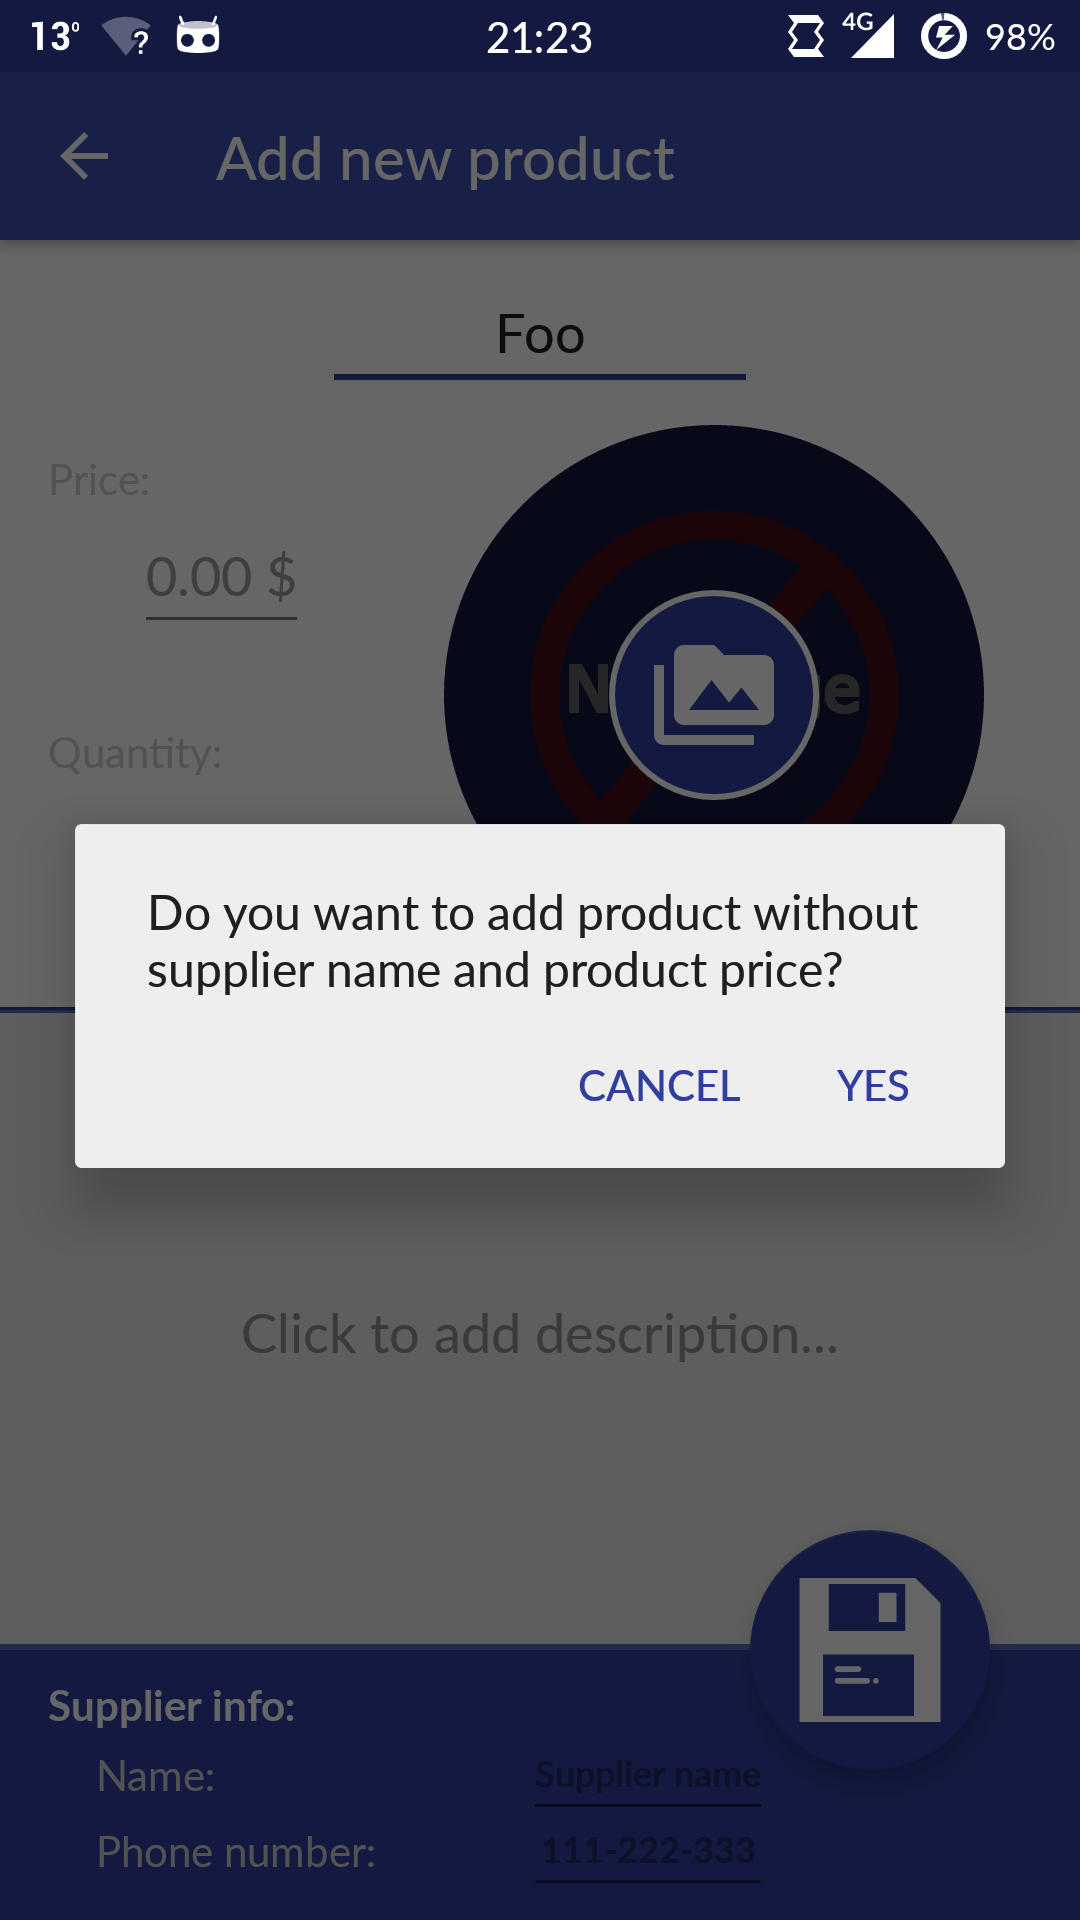 13°
?
21:23
4G
98%
Add new product
Foo
Price:
0.00 $
Quantity:
Do you want to add product without
supplier name and product price?
CANCEL
YES
Click to add description...
Supplier info:
Name:
Supplier name
Phone number:
111-222-333